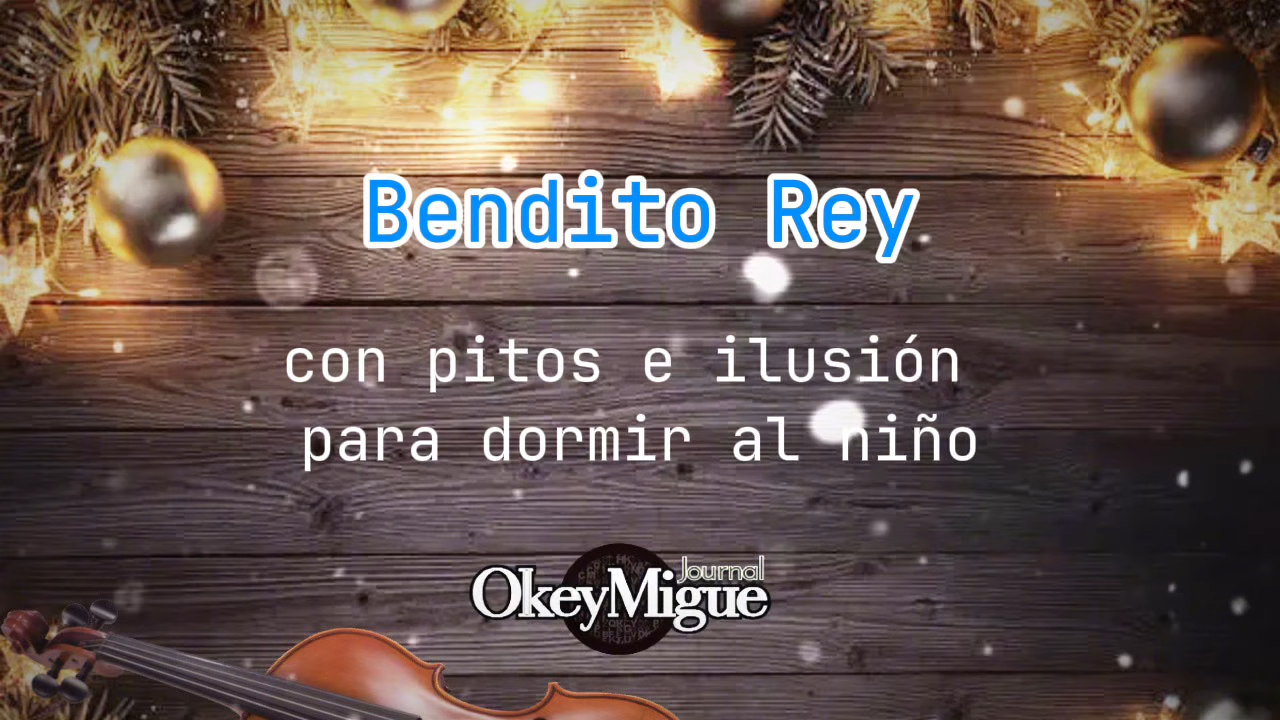 Bendito Rey
con pitos e ilusión
para dormir al niño
Journal
OkeyMigue